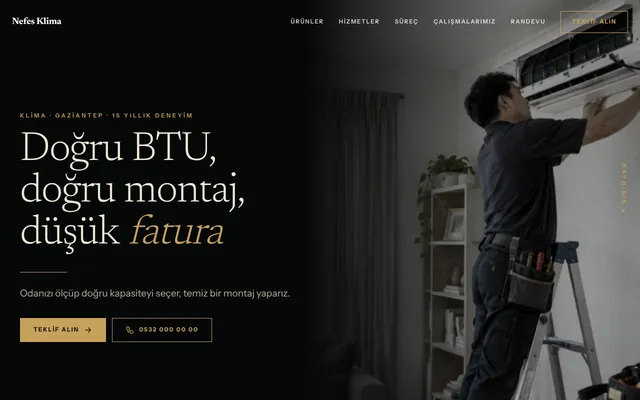 Nefes Klima
ÜRÜNLER
HİZMETLER
SÜREÇ
ÇALIŞMALARIMIZ
RANDEVU
TEKLİF ALIN
KLİMA · GAZİANTEP · 15 YILLIK DENEYİM
Doğru BTU,
doğru montaj,
düşük fatura
Odanızı ölçüp doğru kapasiteyi seçer, temiz bir montaj yaparız.
TEKLİF ALIN →
0532 000 00 00
KAYDIRIN